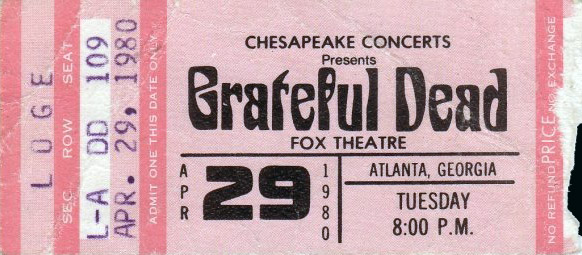 LOGE
SEC ROW SEAT
L-A DD 109
APR. 29, 1980
ADMIT ONE THIS DATE ONLY
CHESAPEAKE CONCERTS
Presents
Grateful Dead
FOX THEATRE
APR 29 1980
ATLANTA, GEORGIA
TUESDAY
8:00 P.M.
NO REFUND PRICE NO EXCHANGE